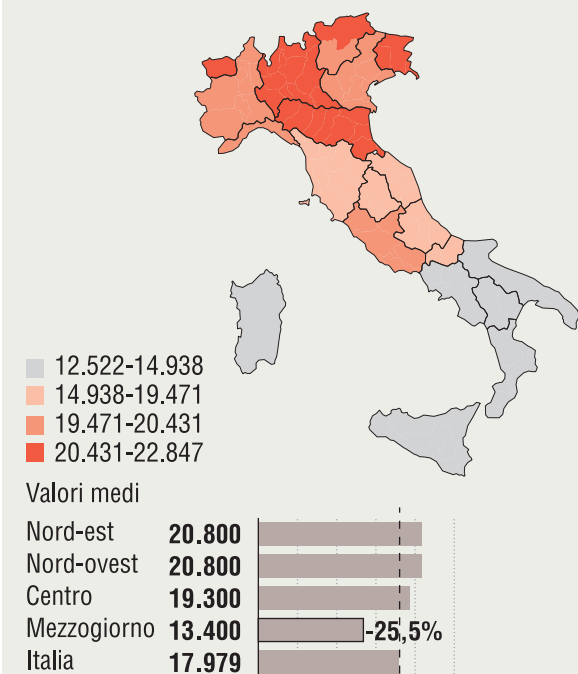 12.522-14.938
14.938-19.471
19.471-20.431
20.431-22.847
Valori medi
Nord-est 20.800
Nord-ovest 20.800
Centro 19.300
Mezzogiorno 13.400 -25,5%
Italia 17.979